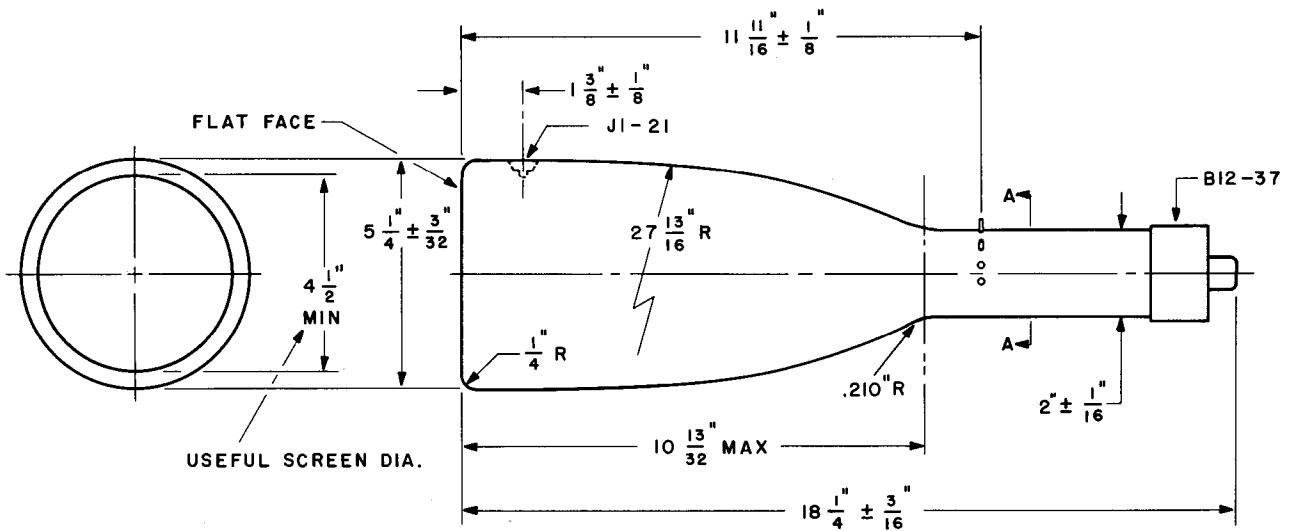 11 11/16" ± 1/8
1 3/8" ± 1/8"
FLAT FACE
J1-21
B12-37
A
5 1/4" ± 3/32"
27 13/16" R
4 1/2"
MIN
1/4 R
A
.210"R
2" ± 1/16"
10 13/32" MAX
USEFUL SCREEN DIA.
18 1/4" ± 3/16"